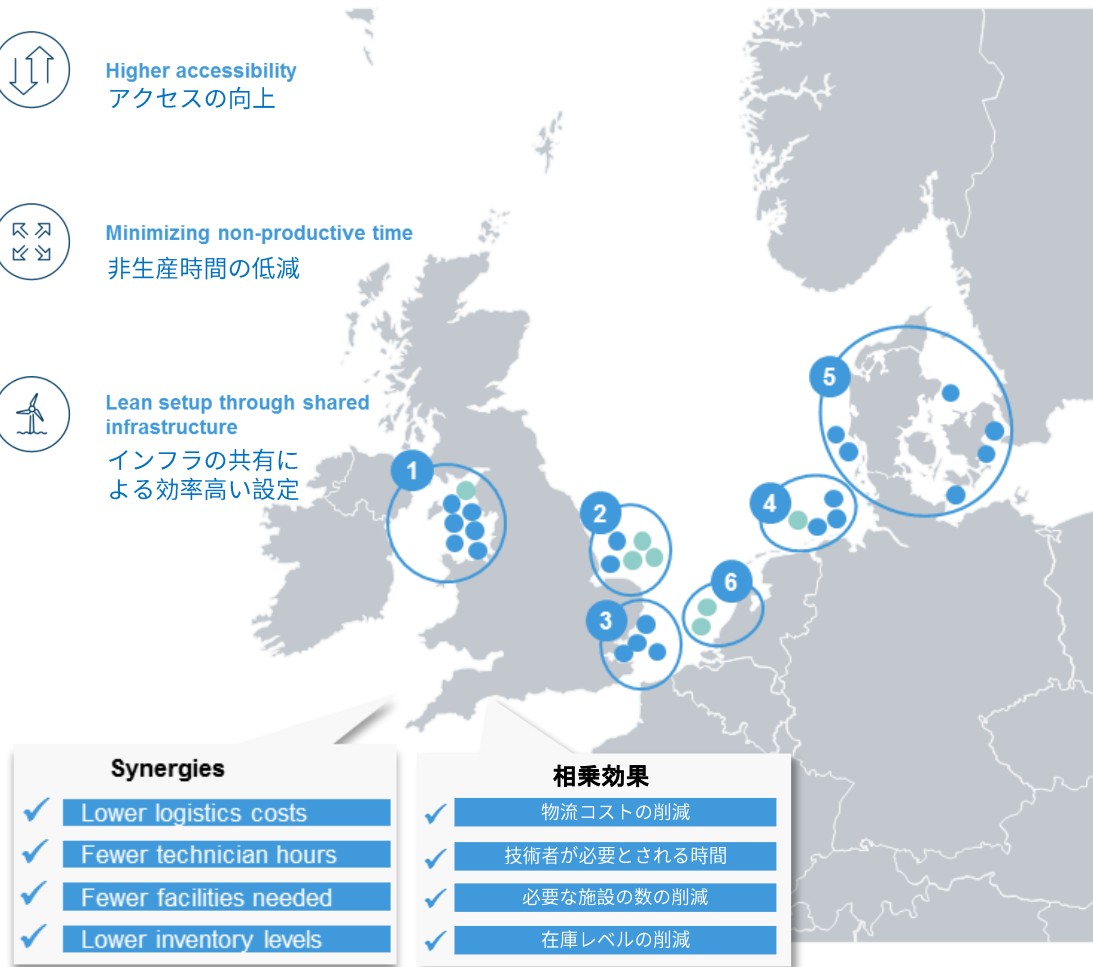 Higher accessibility
アクセスの向上
Minimizing non-productive time
非生産時間の低減
Lean setup through shared
infrastructure
インフラの共有に
よる効率高い設定
1
2
3
4
5
6
Synergies
Lower logistics costs
Fewer technician hours
Fewer facilities needed
Lower inventory levels
相乗効果
物流コストの削減
技術者が必要とされる時間
必要な施設の数の削減
在庫レベルの削減